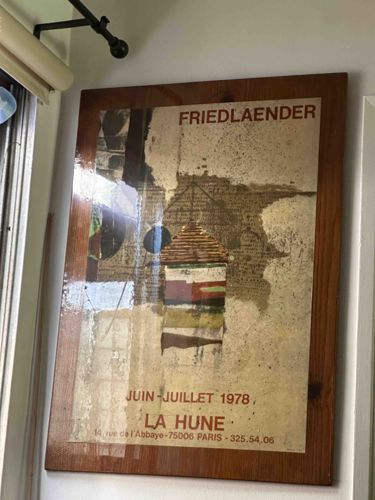 FRIEDLAENDER
JUIN-JUILLET 1978
LA HUNE
14 rue de l'Abbaye-75006 PARIS - 325.54.06